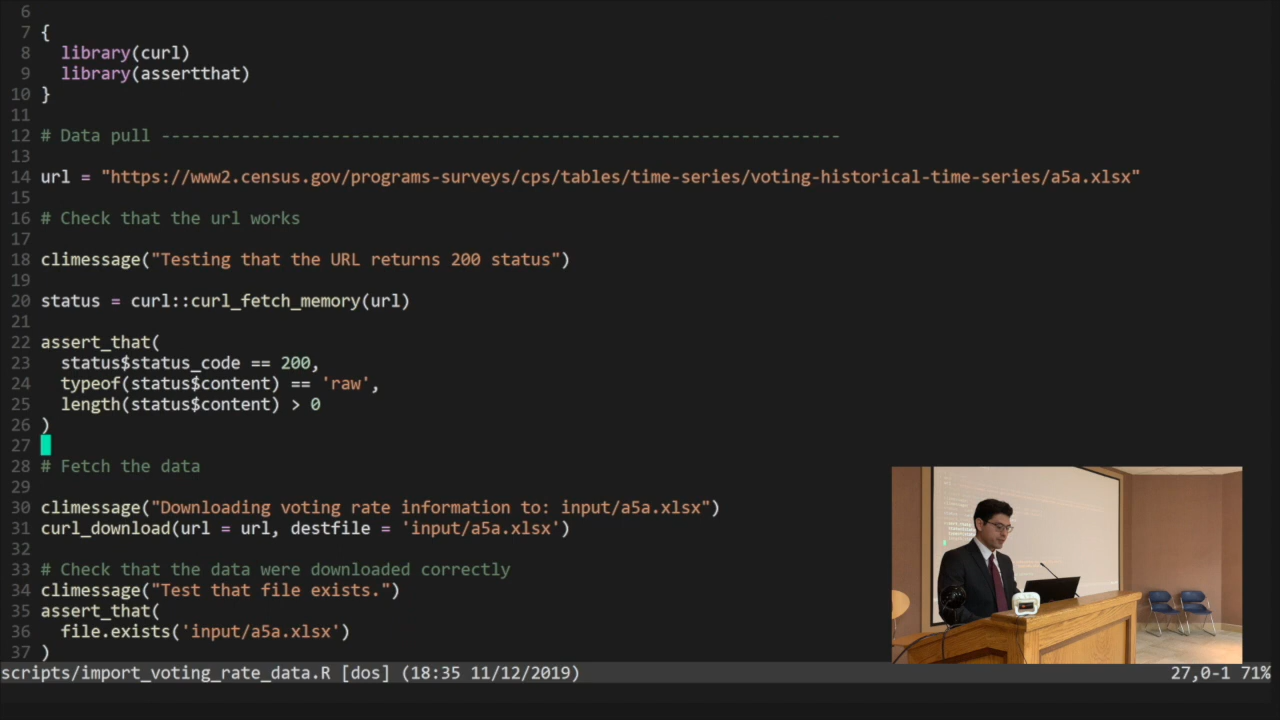 6
7 {
8 library(curl)
9 library(assertthat)
10 }
11
12 # Data pull --------------------------------------------------------------------
13
14 url = "https://www2.census.gov/programs-surveys/cps/tables/time-series/voting-historical-time-series/a5a.xlsx"
15
16 # Check that the url works
17
18 climessage("Testing that the URL returns 200 status")
19
20 status = curl::curl_fetch_memory(url)
21
22 assert_that(
23 status$status_code == 200,
24 typeof(status$content) == 'raw',
25 length(status$content) > 0
26 )
27
28 # Fetch the data
29
30 climessage("Downloading voting rate information to: input/a5a.xlsx")
31 curl_download(url = url, destfile = 'input/a5a.xlsx')
32
33 # Check that the data were downloaded correctly
34 climessage("Test that file exists.")
35 assert_that(
36 file.exists('input/a5a.xlsx')
37 )
scripts/import_voting_rate_data.R [dos] (18:35 11/12/2019) 27,0-1 71%